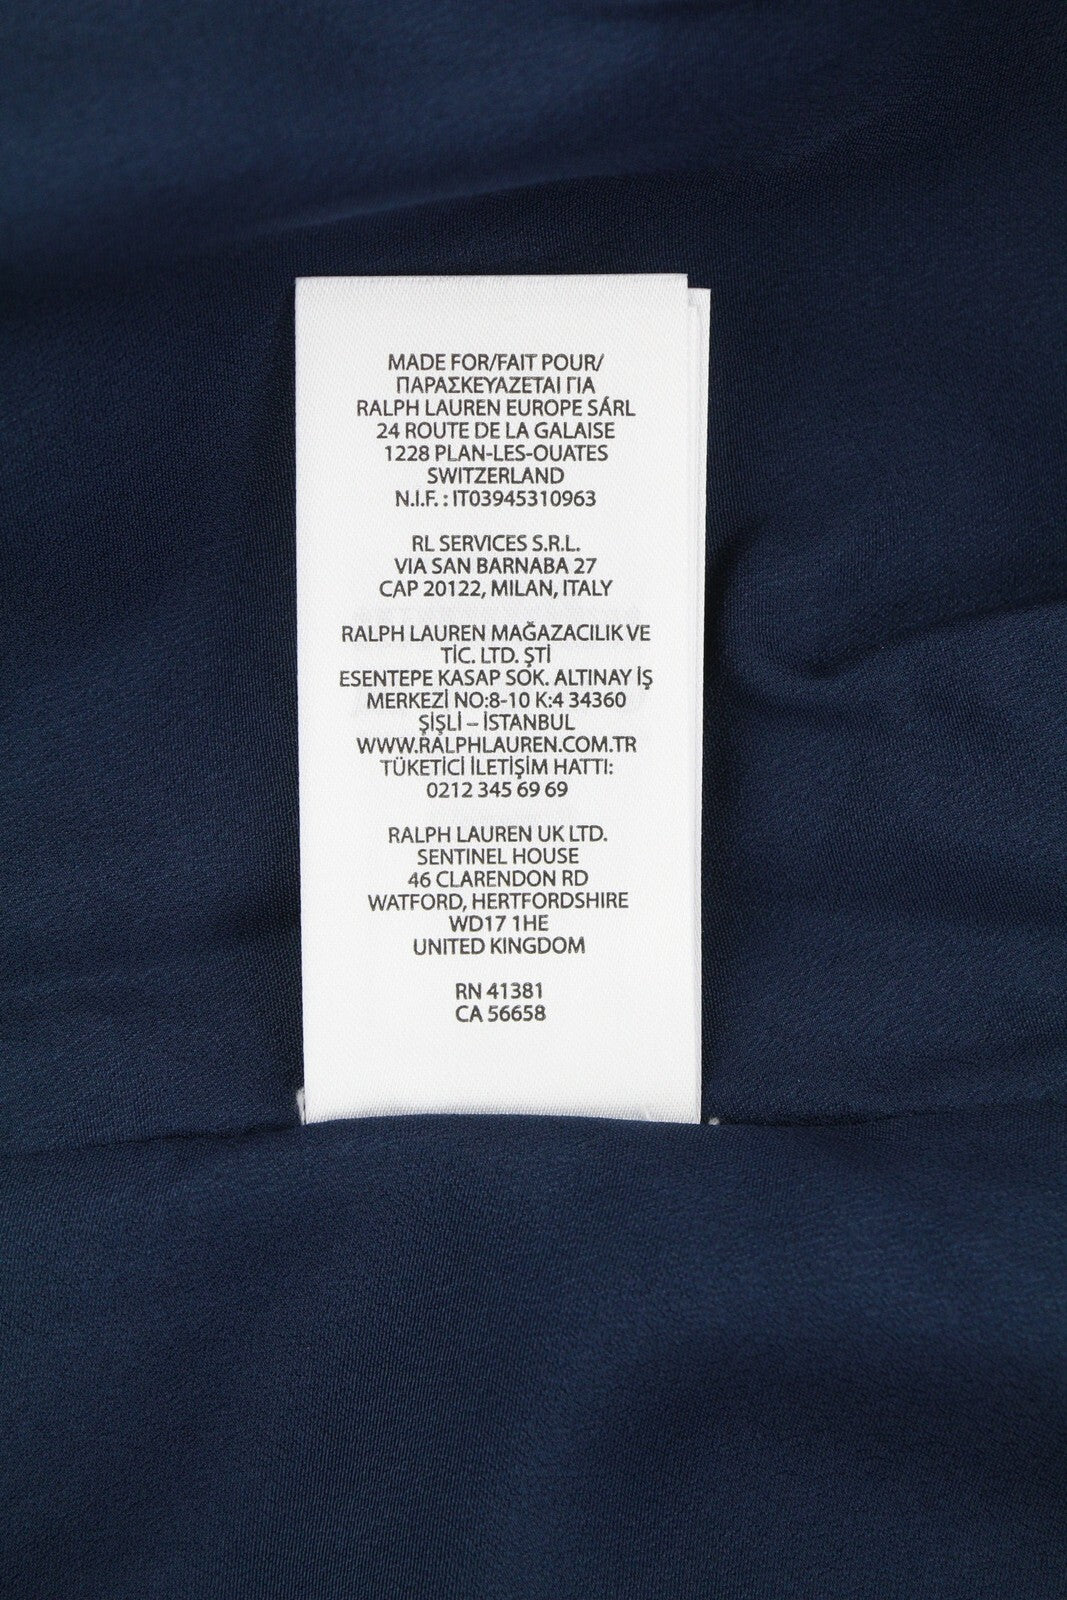 MADE FOR/FAIT POUR/
ΠΑΡΑΣΚΕΥΑΖΕΤΑΙ ΓΙΑ
RALPH LAUREN EUROPE SÁRL
24 ROUTE DE LA GALAISE
1228 PLAN-LES-OUATES
SWITZERLAND
N.I.F. : IT03945310963
RL SERVICES S.R.L.
VIA SAN BARNABA 27
CAP 20122, MILAN, ITALY
RALPH LAUREN MAĞAZACILIK VE
TİC. LTD. ŞTİ
ESENTEPE KASAP SOK. ALTINAY İŞ
MERKEZİ NO:8-10 K:4 34360
ŞİŞLİ – İSTANBUL
WWW.RALPHLAUREN.COM.TR
TÜKETİCİ İLETİŞİM HATTI:
0212 345 69 69
RALPH LAUREN UK LTD.
SENTINEL HOUSE
46 CLARENDON RD
WATFORD, HERTFORDSHIRE
WD17 1HE
UNITED KINGDOM
RN 41381
CA 56658